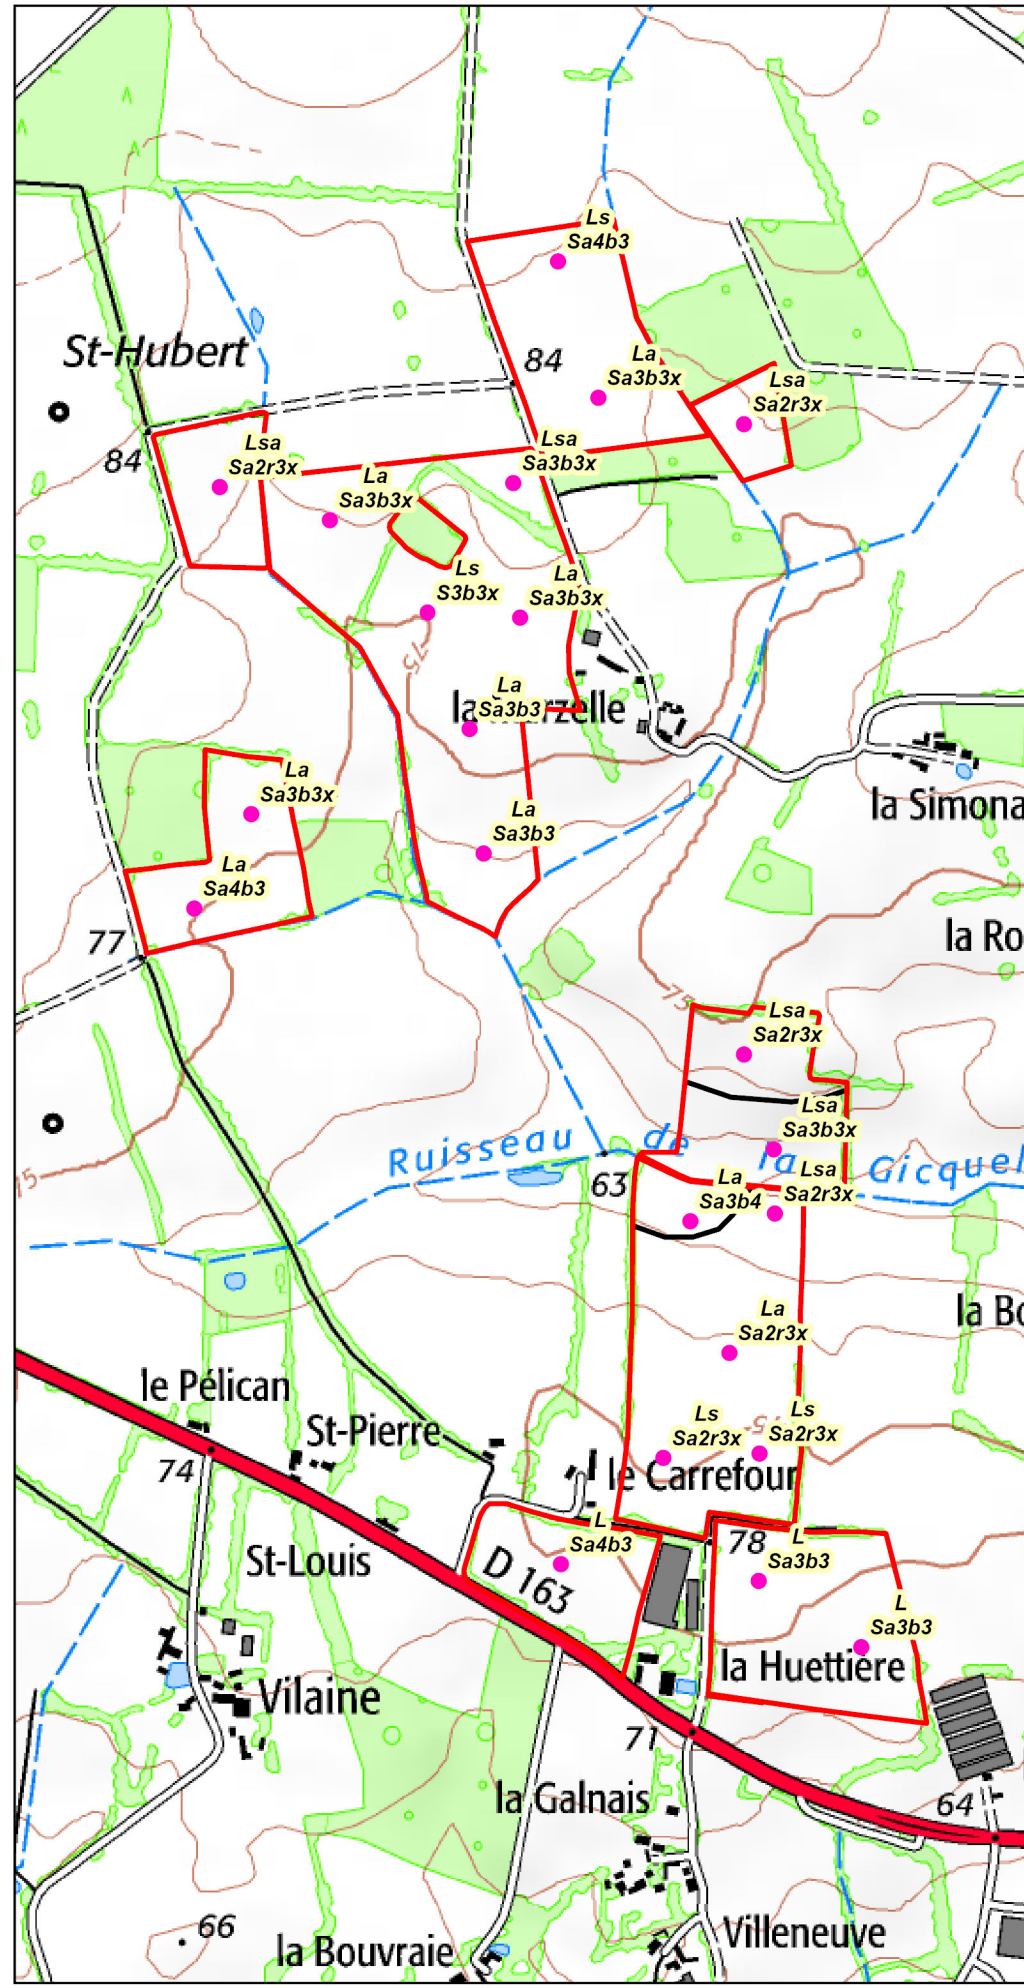 Ls
Sa4b3
St-Hubert
84
La
Sa3b3x
Lsa
Sa2r3x
84
Lsa
Sa2r3x
Lsa
Sa3b3x
La
Sa3b3x
Ls
S3b3x
La
Sa3b3x
75
La
Sa3b3
la
zelle
la Simona
La
Sa3b3x
La
Sa3b3
La
Sa4b3
77
la Ro
75
Lsa
Sa2r3x
Lsa
Sa3b3x
Ruisseau de la Gicquel
75
63
La
Sa3b4
Lsa
Sa2r3x
la Bo
La
Sa2r3x
le Pélican
St-Pierre
Ls
Sa2r3x
Ls
Sa2r3x
74
le Carrefour
L
Sa4b3
78
L
Sa3b3
St-Louis
D 163
L
Sa3b3
la Huettière
Vilaine
71
la Galnais
64
66
la Bouvraie
Villeneuve